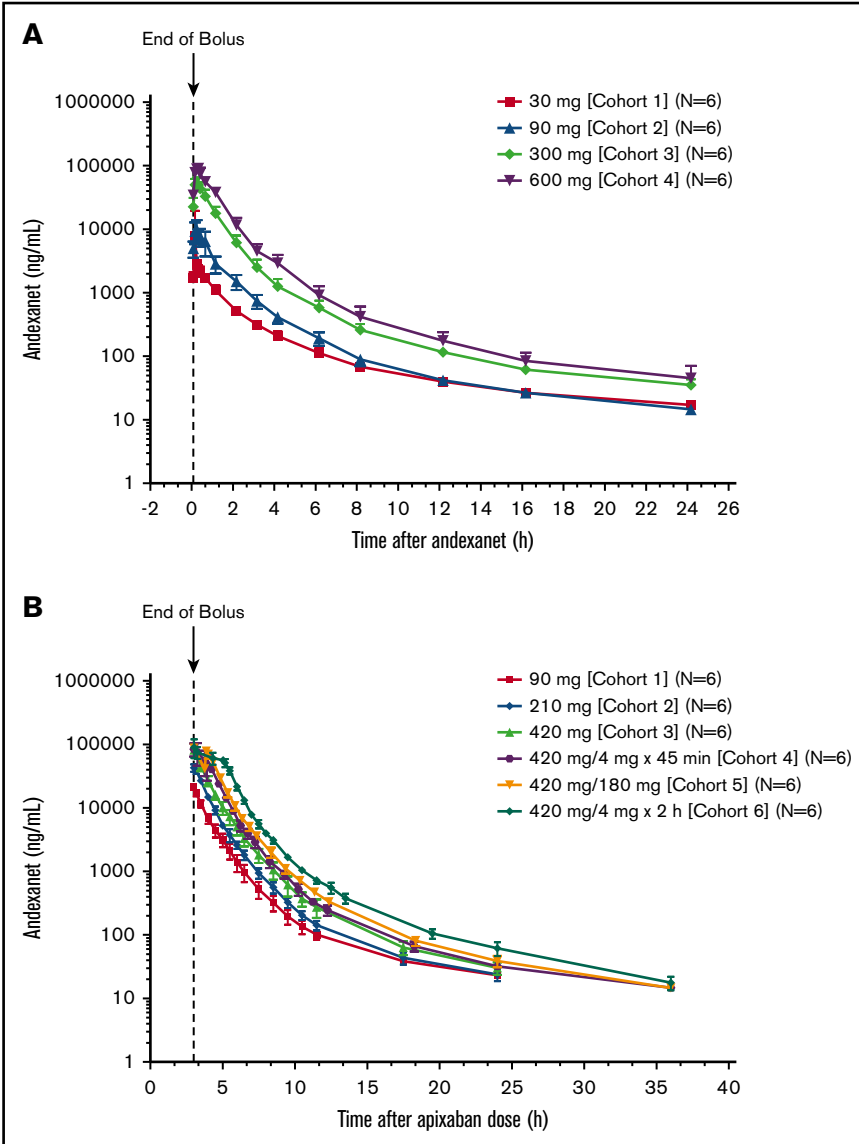 A
End of Bolus
1000000
100000
10000
1000
100
10
1
Andexanet (ng/mL)
30 mg [Cohort 1] (N=6)
90 mg [Cohort 2] (N=6)
300 mg [Cohort 3] (N=6)
600 mg [Cohort 4] (N=6)
-2 0 2 4 6 8 10 12 14 16 18 20 22 24 26
Time after andexanet (h)
B
End of Bolus
1000000
100000
10000
1000
100
10
1
Andexanet (ng/mL)
90 mg [Cohort 1] (N=6)
210 mg [Cohort 2] (N=6)
420 mg [Cohort 3] (N=6)
420 mg/4 mg x 45 min [Cohort 4] (N=6)
420 mg/180 mg [Cohort 5] (N=6)
420 mg/4 mg x 2 h [Cohort 6] (N=6)
0 5 10 15 20 25 30 35 40
Time after apixaban dose (h)